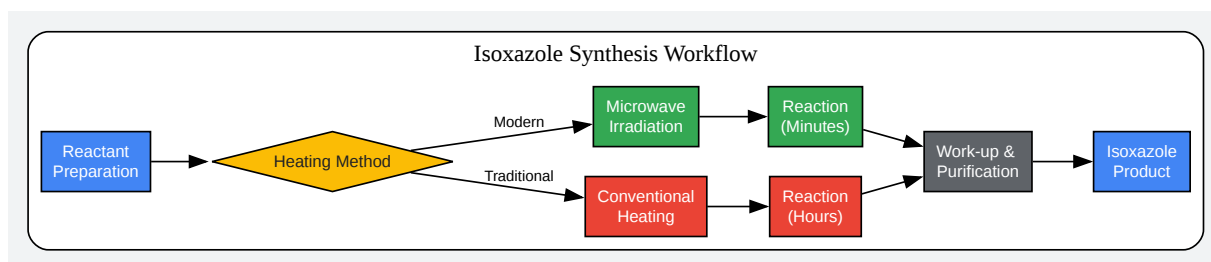 Isoxazole Synthesis Workflow
Reactant
Preparation
Heating Method
Modern
Microwave
Irradiation
Reaction
(Minutes)
Traditional
Conventional
Heating
Reaction
(Hours)
Work-up &
Purification
Isoxazole
Product